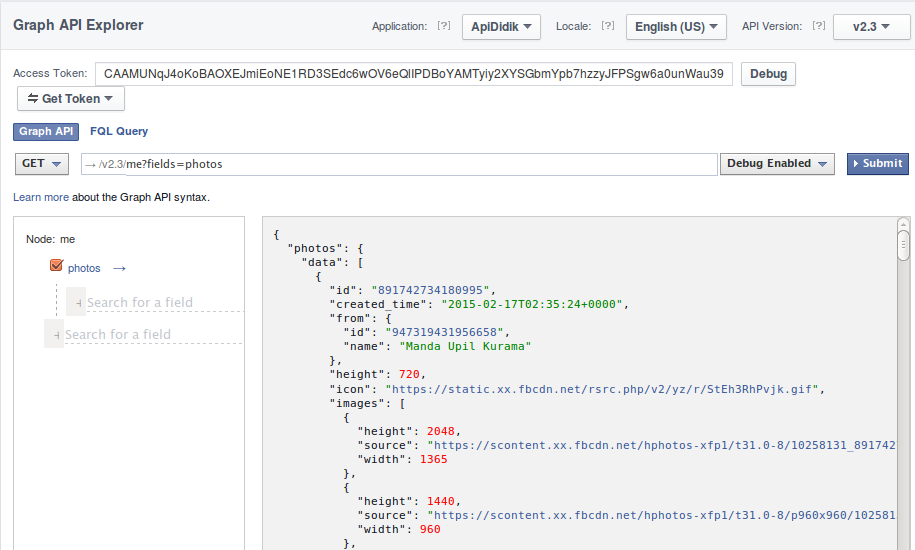 Graph API Explorer
Application: [?] ApiDidik Locale: [?] English (US) API Version: [?] v2.3
Access Token: CAAMUNqJ4oKoBAOXEJmiEoNE1RD3SEdc6wOV6eQllPDBoYAMTyiy2XYSGbmYpb7hzzyJFPSgw6a0unWau39 Debug
Get Token
Graph API FQL Query
GET → /v2.3/me?fields=photos Debug Enabled Submit
Learn more about the Graph API syntax.
Node: me
photos →
Search for a field
Search for a field
{
"photos": {
"data": [
{
"id": "891742734180995",
"created_time": "2015-02-17T02:35:24+0000",
"from": {
"id": "947319431956658",
"name": "Manda Upil Kurama"
},
"height": 720,
"icon": "https://static.xx.fbcdn.net/rsrc.php/v2/yz/r/StEh3RhPvjk.gif",
"images": [
{
"height": 2048,
"source": "https://scontent.xx.fbcdn.net/hphotos-xfp1/t31.0-8/10258131_891742
"width": 1365
},
{
"height": 1440,
"source": "https://scontent.xx.fbcdn.net/hphotos-xfp1/t31.0-8/p960x960/102581
"width": 960
},